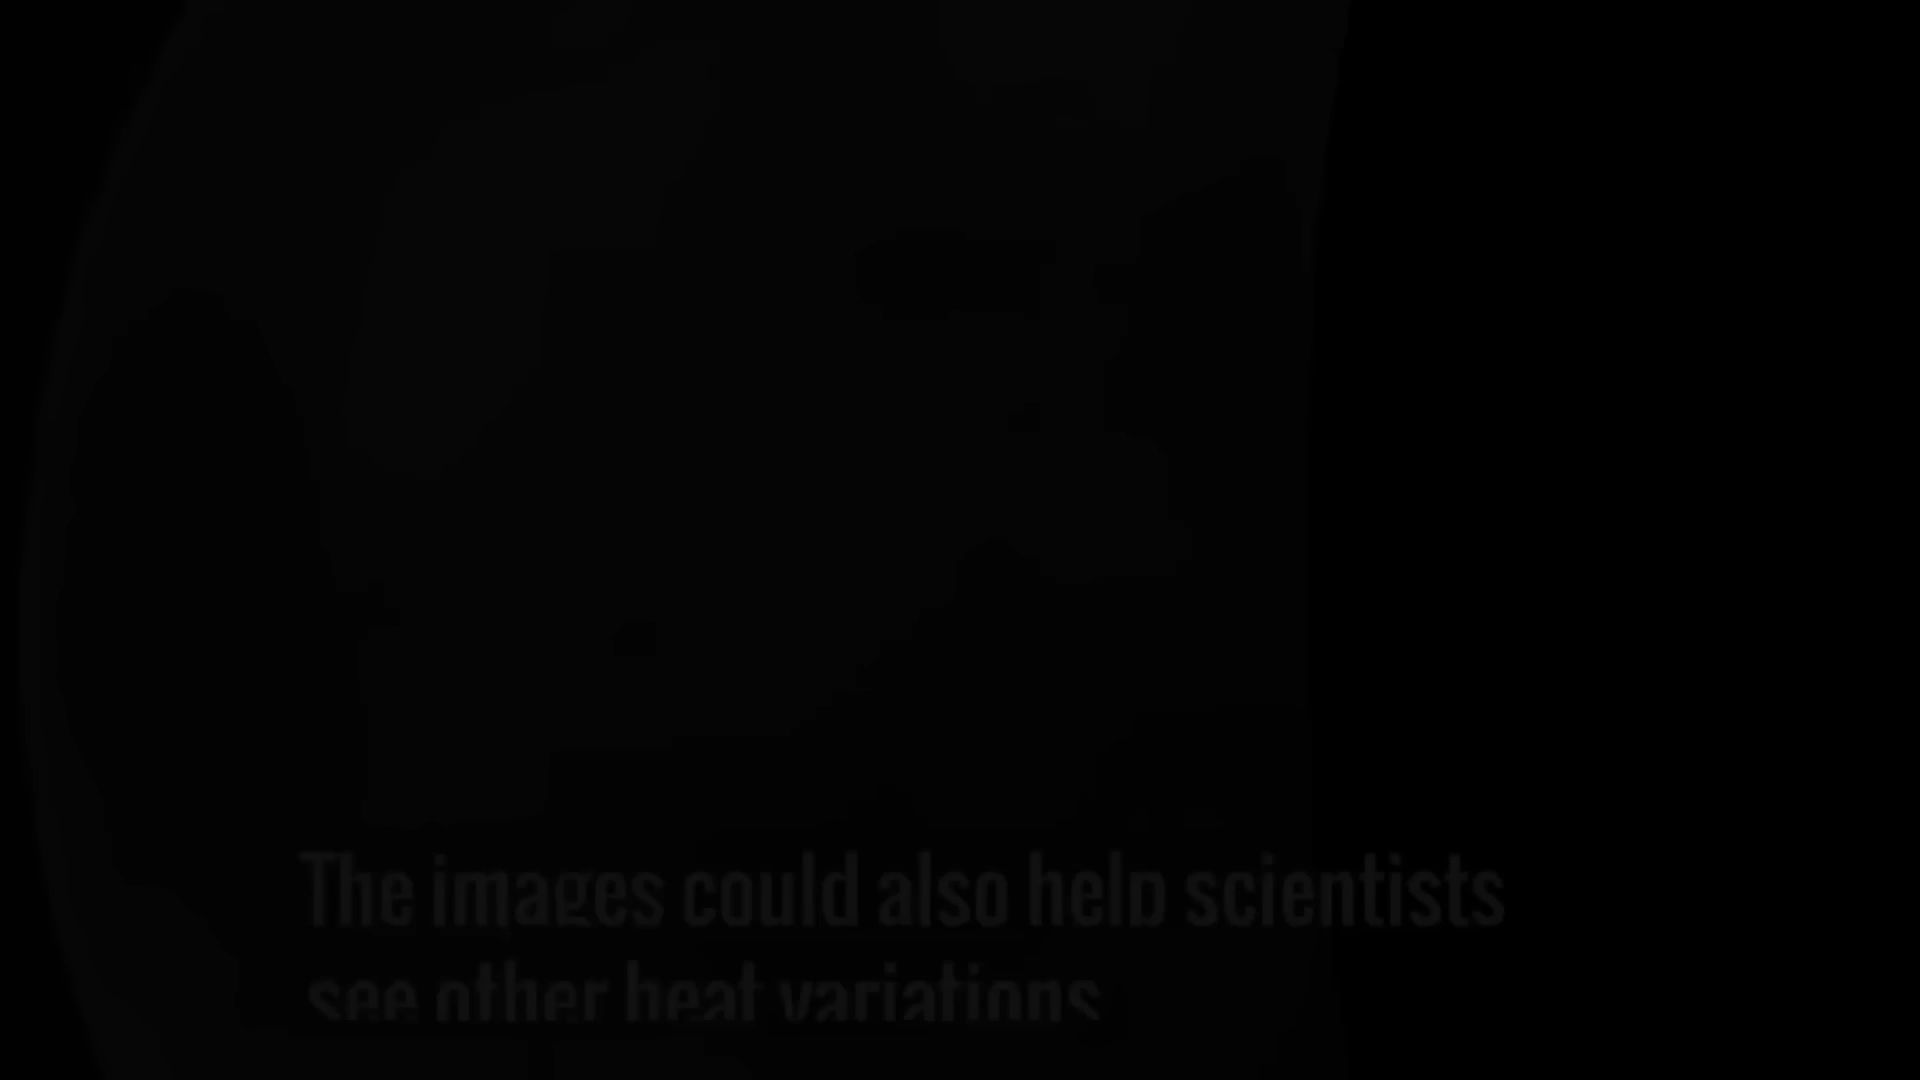 The images could also help scientists
see other heat variations